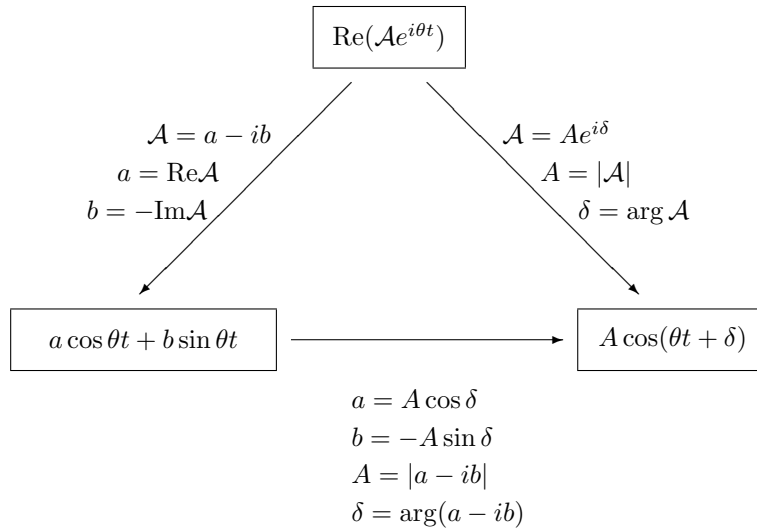 Re(𝒜e^{iθt})
𝒜 = a − ib
a = Re𝒜
b = −Im𝒜
𝒜 = Ae^{iδ}
A = |𝒜|
δ = arg 𝒜
a cos θt + b sin θt
A cos(θt + δ)
a = A cos δ
b = −A sin δ
A = |a − ib|
δ = arg(a − ib)